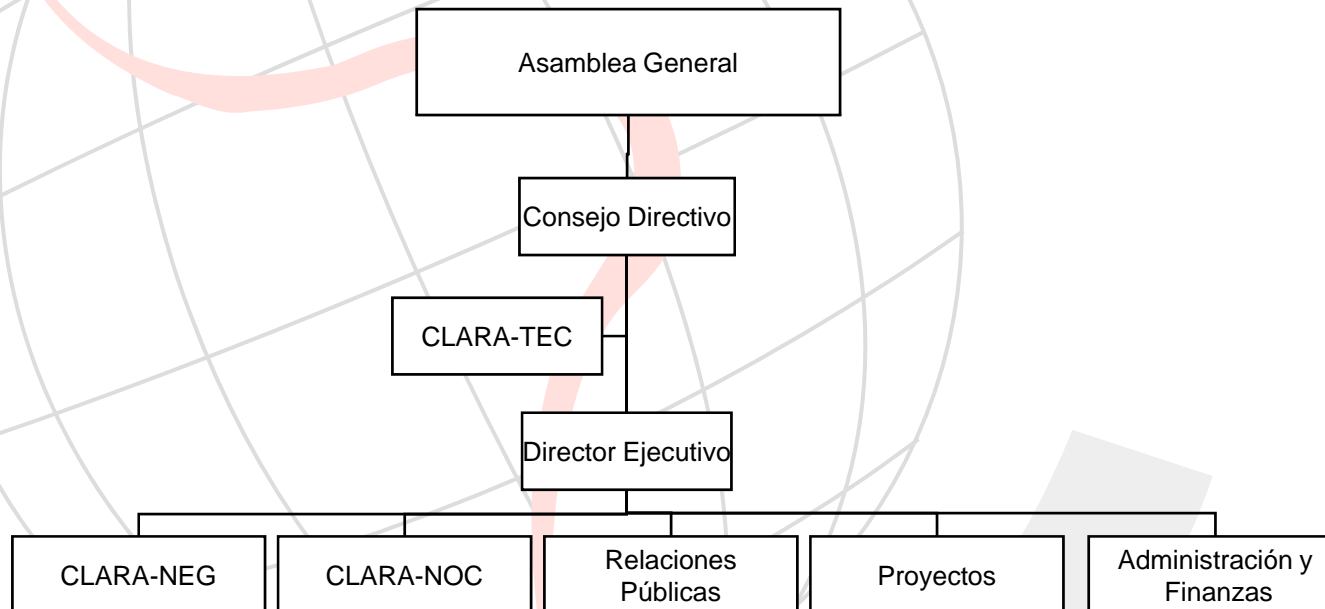 Asamblea General
Consejo Directivo
CLARA-TEC
Director Ejecutivo
CLARA-NEG
CLARA-NOC
Relaciones
Públicas
Proyectos
Administración y
Finanzas